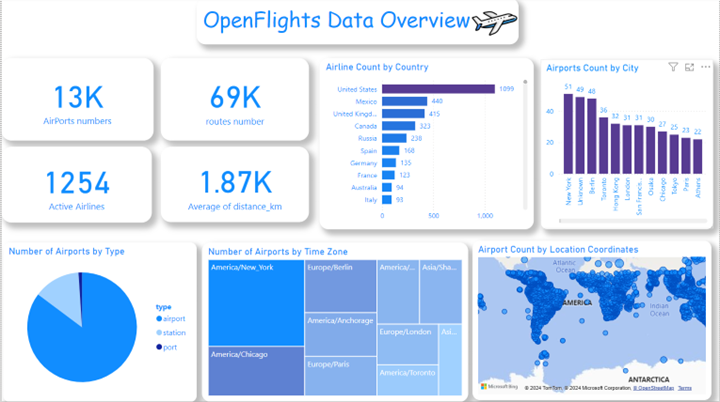 OpenFlights Data Overview
13K
AirPorts numbers
69K
routes number
1254
Active Airlines
1.87K
Average of distance_km
Airline Count by Country
United States
1099
Mexico
440
United Kingd...
415
Canada
323
Russia
238
Spain
168
Germany
135
France
123
Australia
94
Italy
93
0
500
1.000
Airports Count by City
40
20
0
51
49
48
36
32
31
31
30
27
25
23
22
New York
Unknown
Berlin
Toronto
Hong Kong
London
San Franc...
Osaka
Chicago
Tokyo
Paris
Athens
Number of Airports by Type
type
airport
station
port
Number of Airports by Time Zone
America/New_York
America/Chicago
Europe/Berlin
America/Anchorage
Europe/Paris
America/...
Asia/Sha...
Europe/London
America/Toronto
Asi...
Airport Count by Location Coordinates
Atlantic
Ocean
AMERICA
Indian
Ocean
ANTARCTICA
Microsoft Bing
© 2024 TomTom, © 2024 Microsoft Corporation, © OpenStreetMap Terms